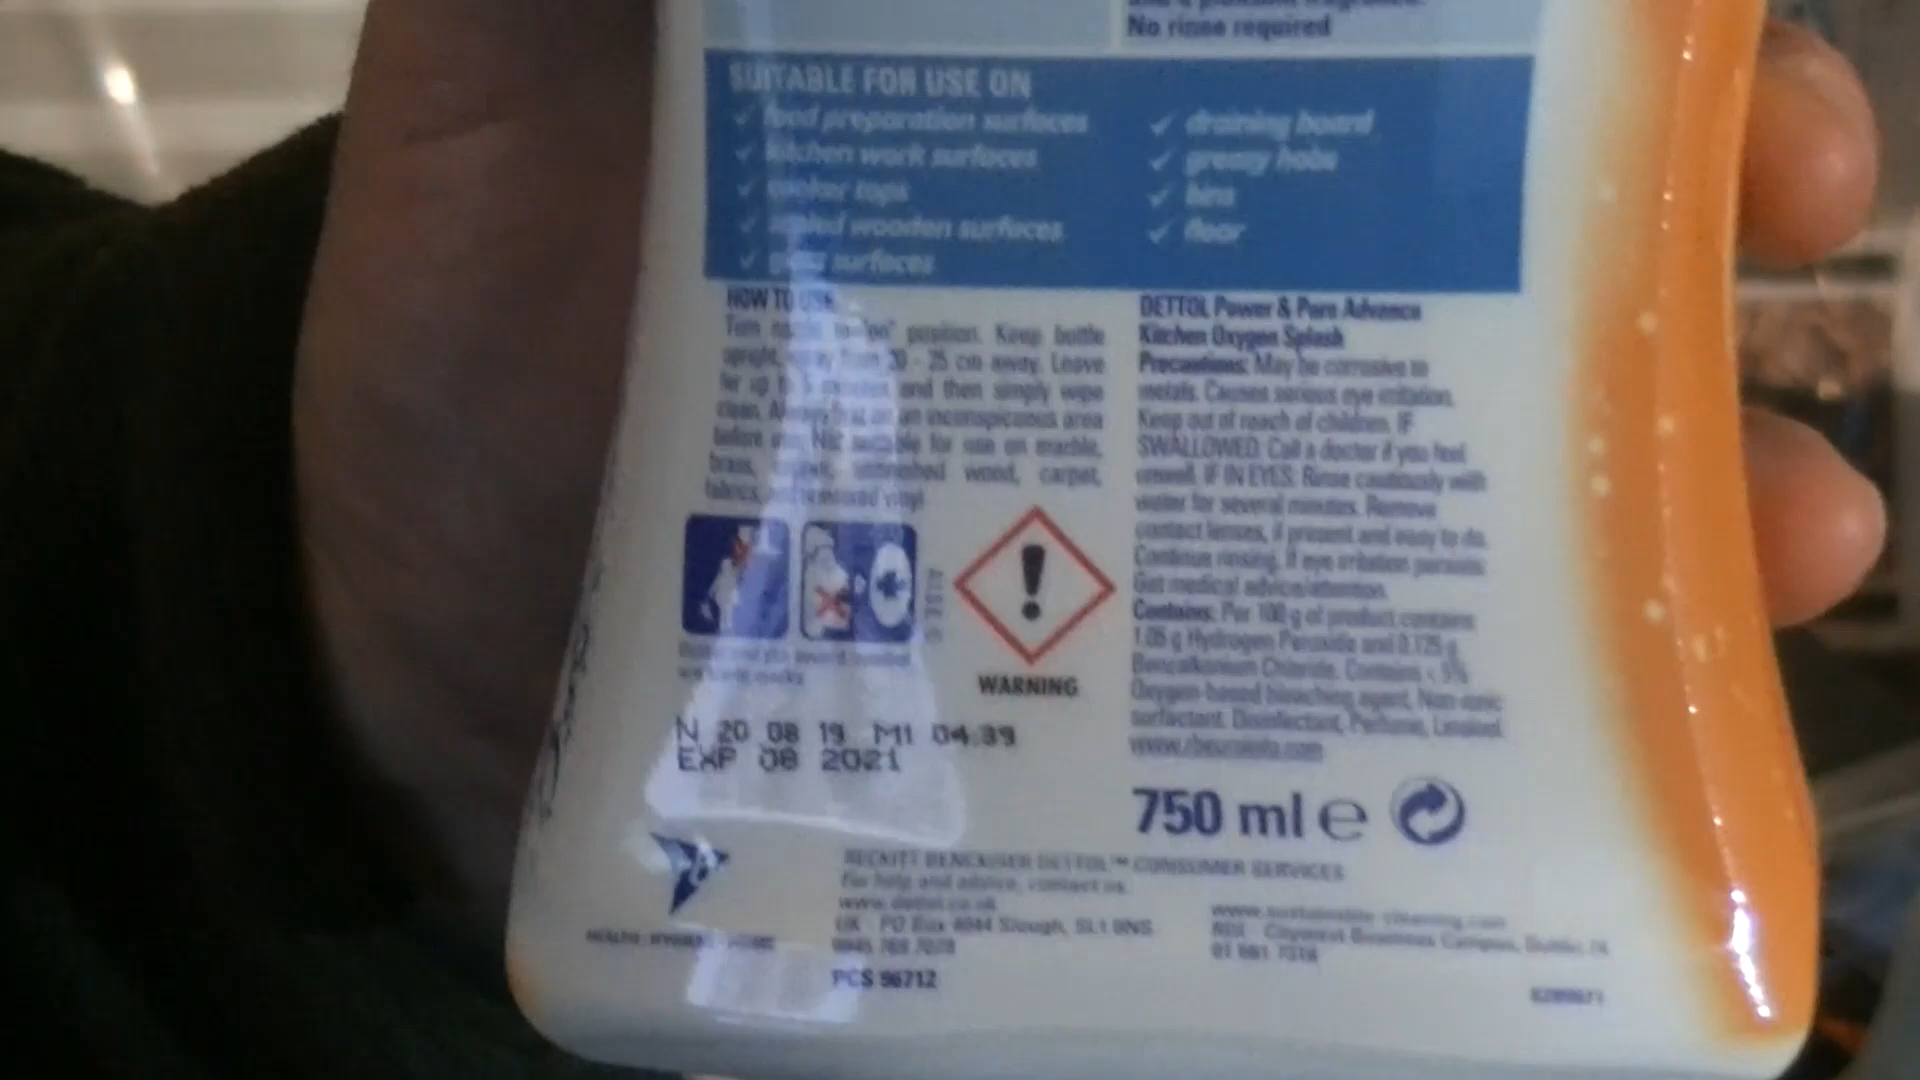 No rinse required
SUITABLE FOR USE ON
✓ food preparation surfaces
✓ kitchen work surfaces
✓ cooker tops
✓ sealed wooden surfaces
✓ surfaces
✓ draining board
✓ greasy hobs
✓ bins
✓ floor
HOW TO USE
Turn nozzle to "on" position. Keep bottle
upright, spray from 20 - 25 cm away. Leave
for up to 5 minutes and then simply wipe
clean. Always test on an inconspicuous area
before use. Not suitable for use on marble,
brass, unfinished wood, carpet,
fabrics, and vinyl
DETTOL Power & Pure Advance
Kitchen Oxygen Splash
Precautions: May be corrosive to
metals. Causes serious eye irritation.
Keep out of reach of children. IF
SWALLOWED: Call a doctor if you feel
unwell. IF IN EYES: Rinse cautiously with
water for several minutes. Remove
contact lenses, if present and easy to do.
Continue rinsing. If eye irritation persists:
Get medical advice/attention.
Contains: Per 100 g of product contains
1.05 g Hydrogen Peroxide and 0.175 g
Benzalkonium Chloride. Contains < 5%
Oxygen-based bleaching agent, Non-ionic
surfactant. Disinfectant, Perfume, Limonene.
WARNING
N 20 08 19 M1 04:39
EXP 08 2021
750 ml e
RECKITT BENCKISER DETTOL™ CONSUMER SERVICES
For help and advice, contact us
www.dettol.co.uk
UK - PO Box 4044 Slough, SL1 0NS
ROI - Citywest Business Campus, Dublin 24
PCS 96712